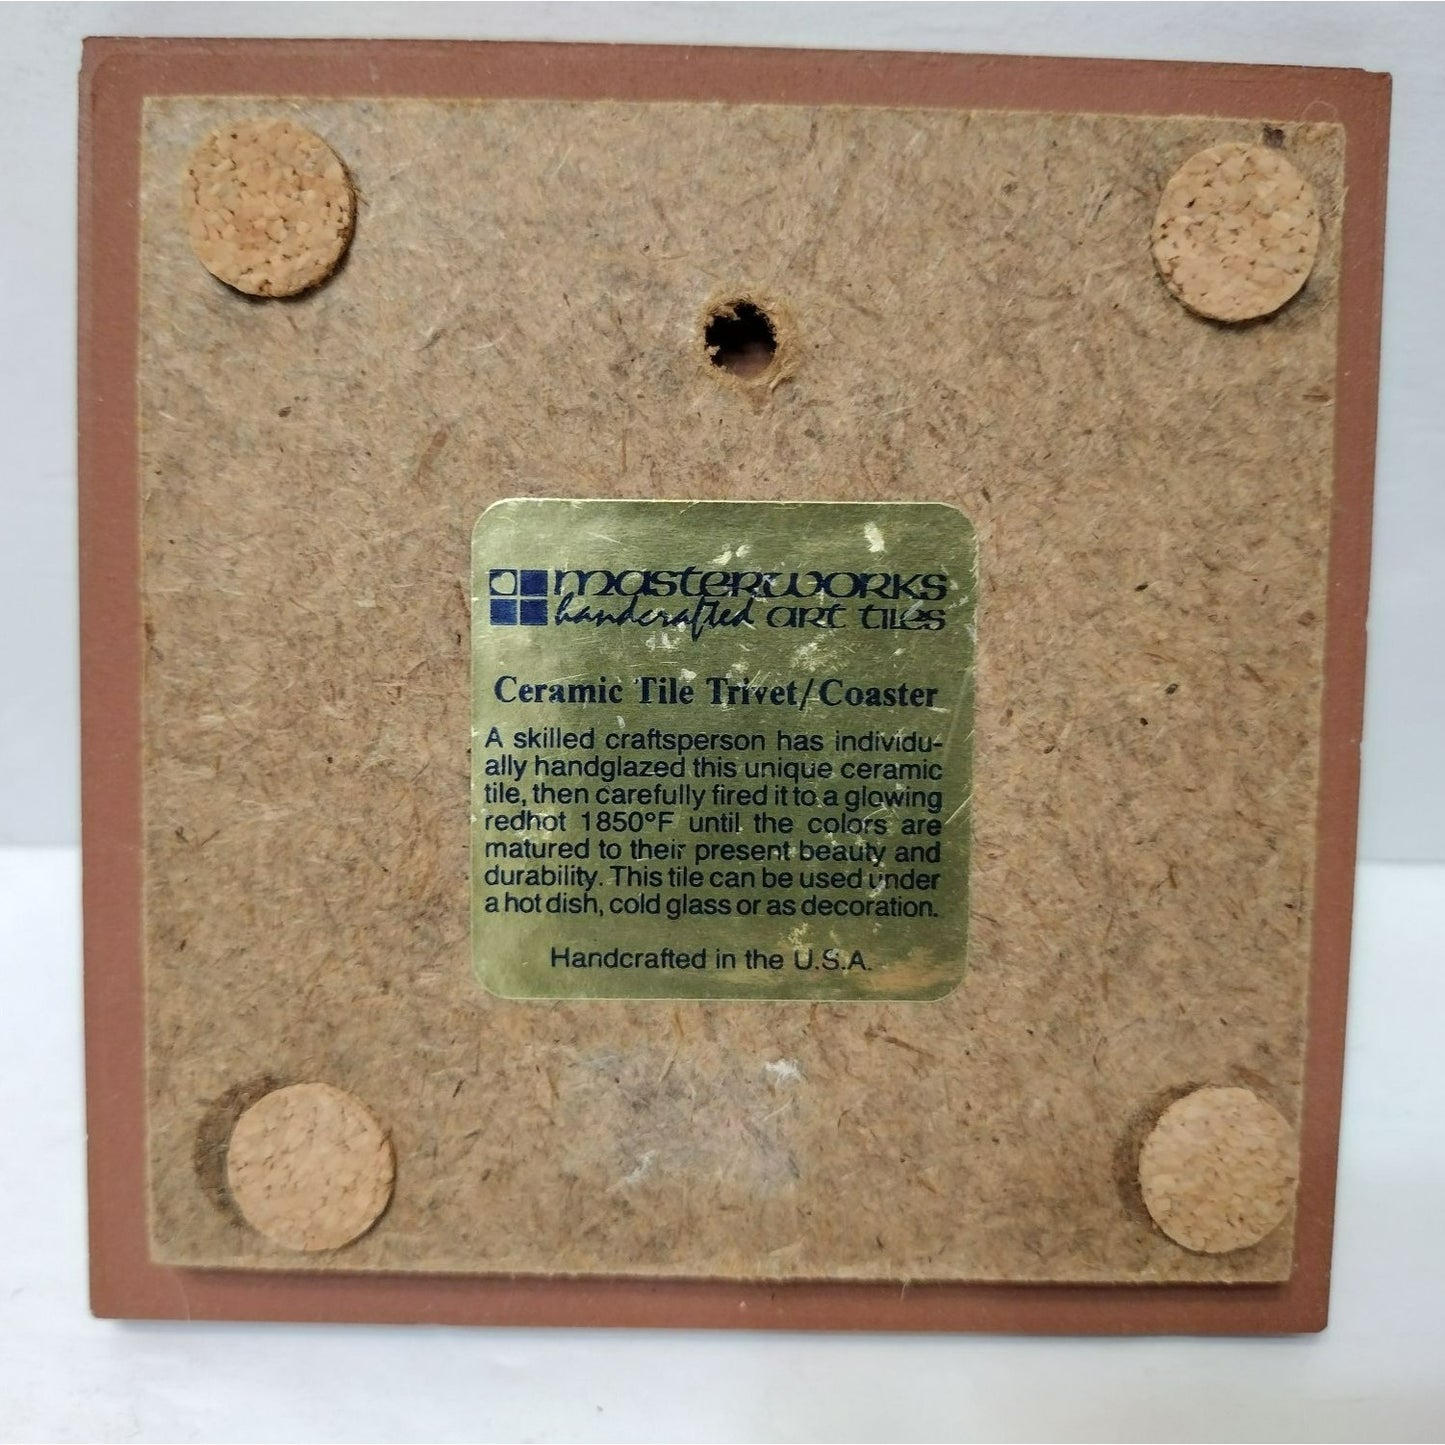 masterworks
handcrafted art tiles
Ceramic Tile Trivet/Coaster
A skilled craftsperson has individu-
ally handglazed this unique ceramic
tile, then carefully fired it to a glowing
redhot 1850°F until the colors are
matured to their present beauty and
durability. This tile can be used under
a hot dish, cold glass or as decoration.
Handcrafted in the U.S.A.